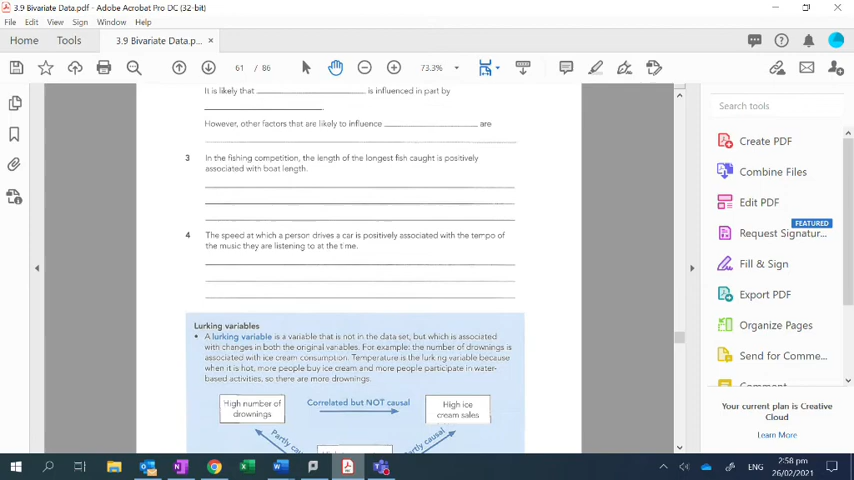 3.9 Bivariate Data.pdf - Adobe Acrobat Pro DC (32-bit)
File Edit View Sign Window Help
Home Tools 3.9 Bivariate Data.p... ×
61 / 86 73.3%
It is likely that is influenced in part by
However, other factors that are likely to influence are
3 In the fishing competition, the length of the longest fish caught is positively
associated with boat length.
4 The speed at which a person drives a car is positively associated with the tempo of
the music they are listening to at the time.
Lurking variables
• A lurking variable is a variable that is not in the data set, but which is associated
with changes in both the original variables. For example: the number of drownings is
associated with ice cream consumption. Temperature is the lurking variable because
when it is hot, more people buy ice cream and more people participate in water-
based activities, so there are more drownings.
High number of
drownings
Correlated but NOT causal
High ice
cream sales
Partly cau
artly causal
Search tools
Create PDF
Combine Files
Edit PDF
FEATURED
Request Signatur...
Fill & Sign
Export PDF
Organize Pages
Send for Comme...
Comment
Your current plan is Creative
Cloud
Learn More
ENG
2:58 pm
26/02/2021